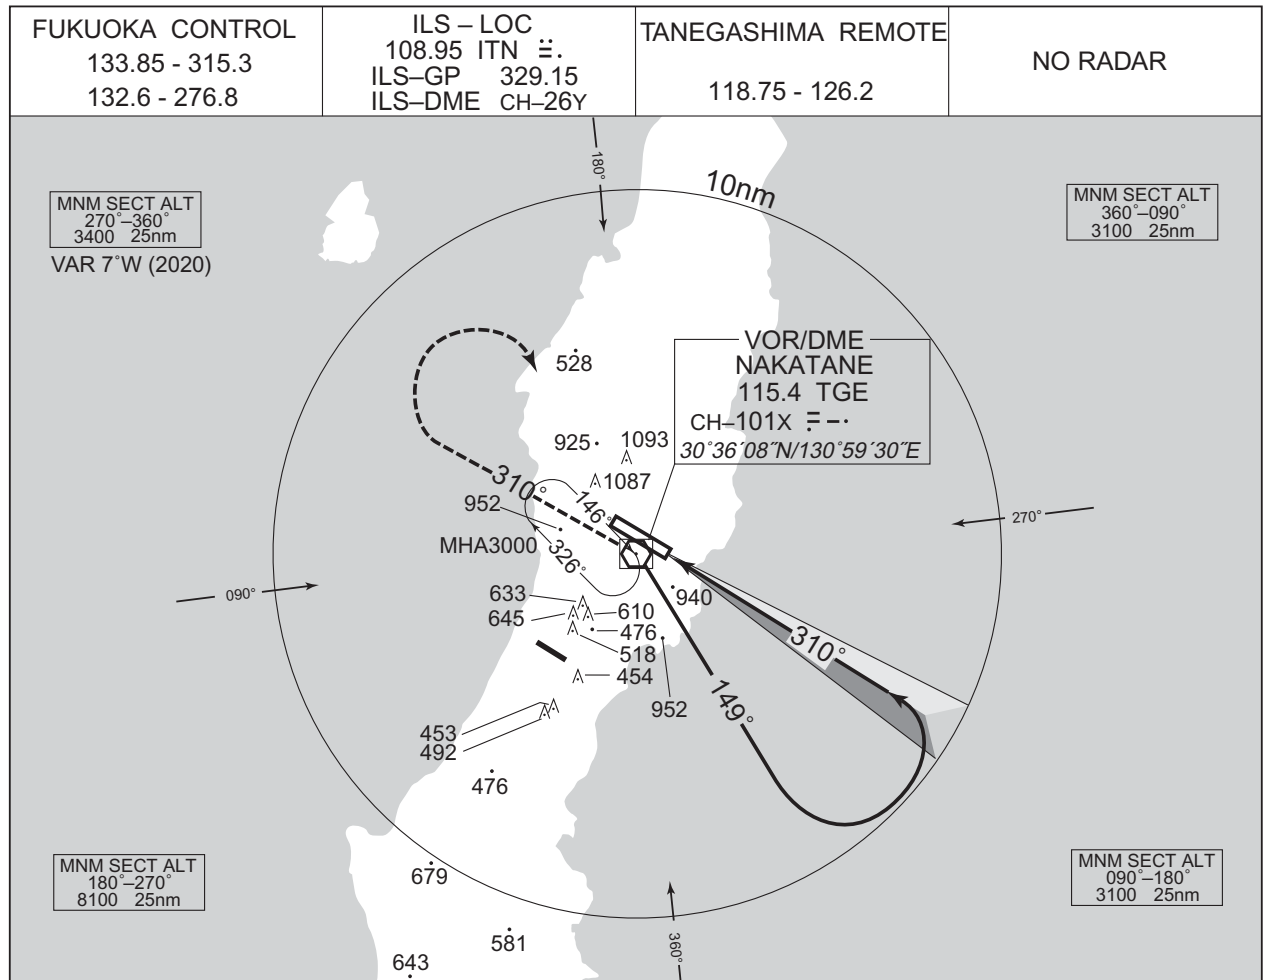 FUKUOKA CONTROL
133.85 - 315.3
132.6 - 276.8
ILS – LOC
108.95 ITN
ILS–GP 329.15
ILS–DME CH–26Y
TANEGASHIMA REMOTE
118.75 - 126.2
NO RADAR
180°
10nm
MNM SECT ALT
270°–360°
3400 25nm
VAR 7°W (2020)
MNM SECT ALT
360°–090°
3100 25nm
528
VOR/DME
NAKATANE
115.4 TGE
CH–101X
30°36´08˝N/130°59´30˝E
925
1093
1087
310°
146°
952
MHA3000
326°
270°
090°
633
645
610
476
518
454
940
310°
149°
952
453
492
476
MNM SECT ALT
180°–270°
8100 25nm
679
MNM SECT ALT
090°–180°
3100 25nm
581
643
360°